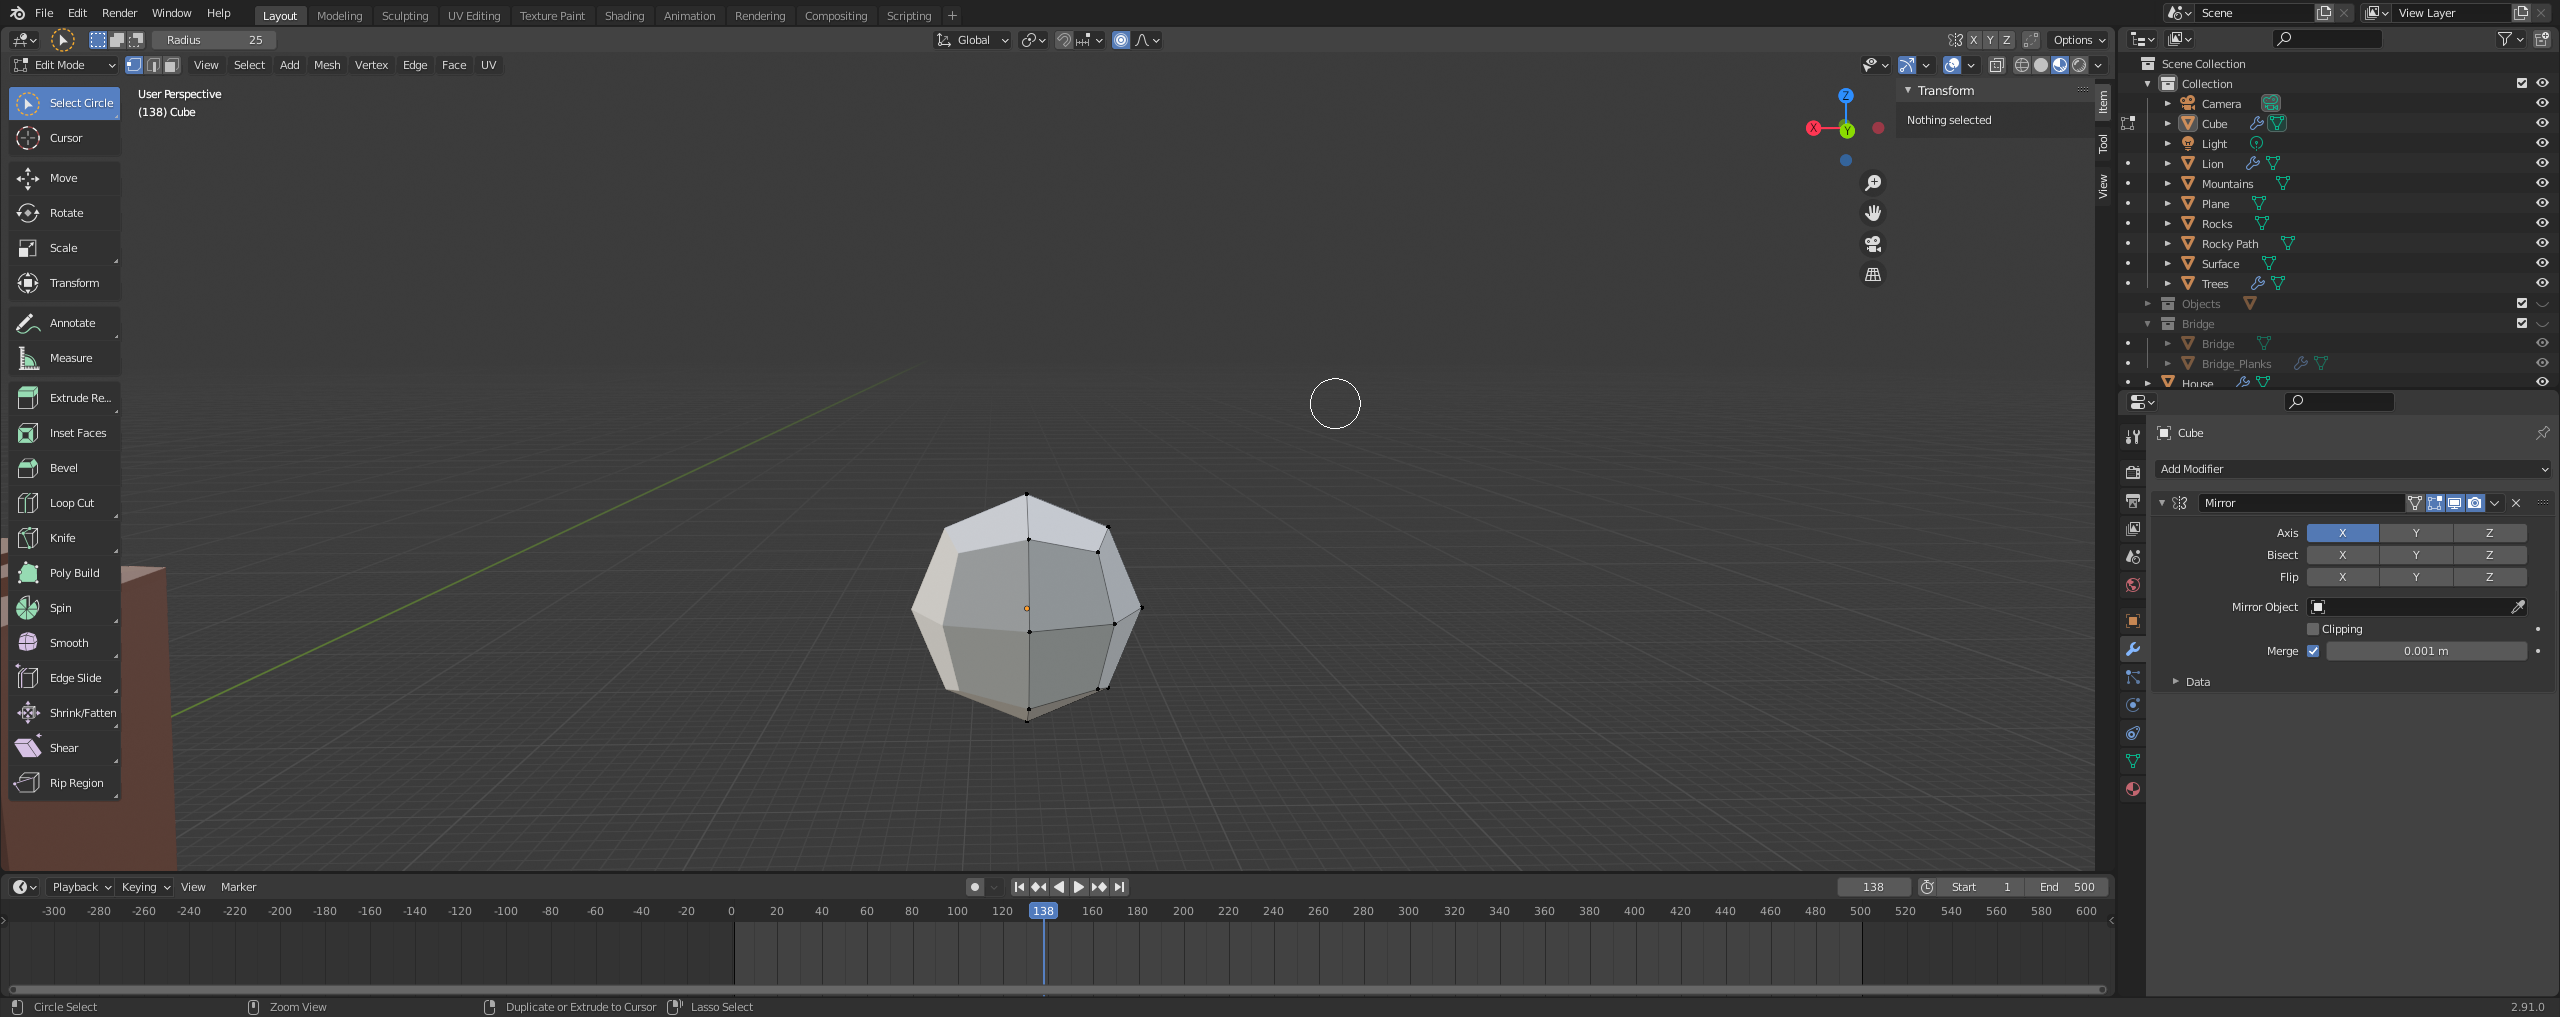 File Edit Render Window Help Layout Modeling Sculpting UV Editing Texture Paint Shading Animation Rendering Compositing Scripting + Scene View Layer
Radius 25 Global X Y Z Options
Edit Mode View Select Add Mesh Vertex Edge Face UV
User Perspective
(138) Cube
Select Circle
Cursor
Move
Rotate
Scale
Transform
Annotate
Measure
Extrude Re...
Inset Faces
Bevel
Loop Cut
Knife
Poly Build
Spin
Smooth
Edge Slide
Shrink/Fatten
Shear
Rip Region
Z
X
Y
Transform
Nothing selected
Item
Tool
View
Scene Collection
Collection
Camera
Cube
Light
Lion
Mountains
Plane
Rocks
Rocky Path
Surface
Trees
Objects
Bridge
Bridge
Bridge_Planks
House
Cube
Add Modifier
Mirror
Axis X Y Z
Bisect X Y Z
Flip X Y Z
Mirror Object
Clipping
Merge 0.001 m
Data
Playback Keying View Marker 138 Start 1 End 500
-300 -280 -260 -240 -220 -200 -180 -160 -140 -120 -100 -80 -60 -40 -20 0 20 40 60 80 100 120 138 160 180 200 220 240 260 280 300 320 340 360 380 400 420 440 460 480 500 520 540 560 580 600
Circle Select Zoom View Duplicate or Extrude to Cursor Lasso Select 2.91.0